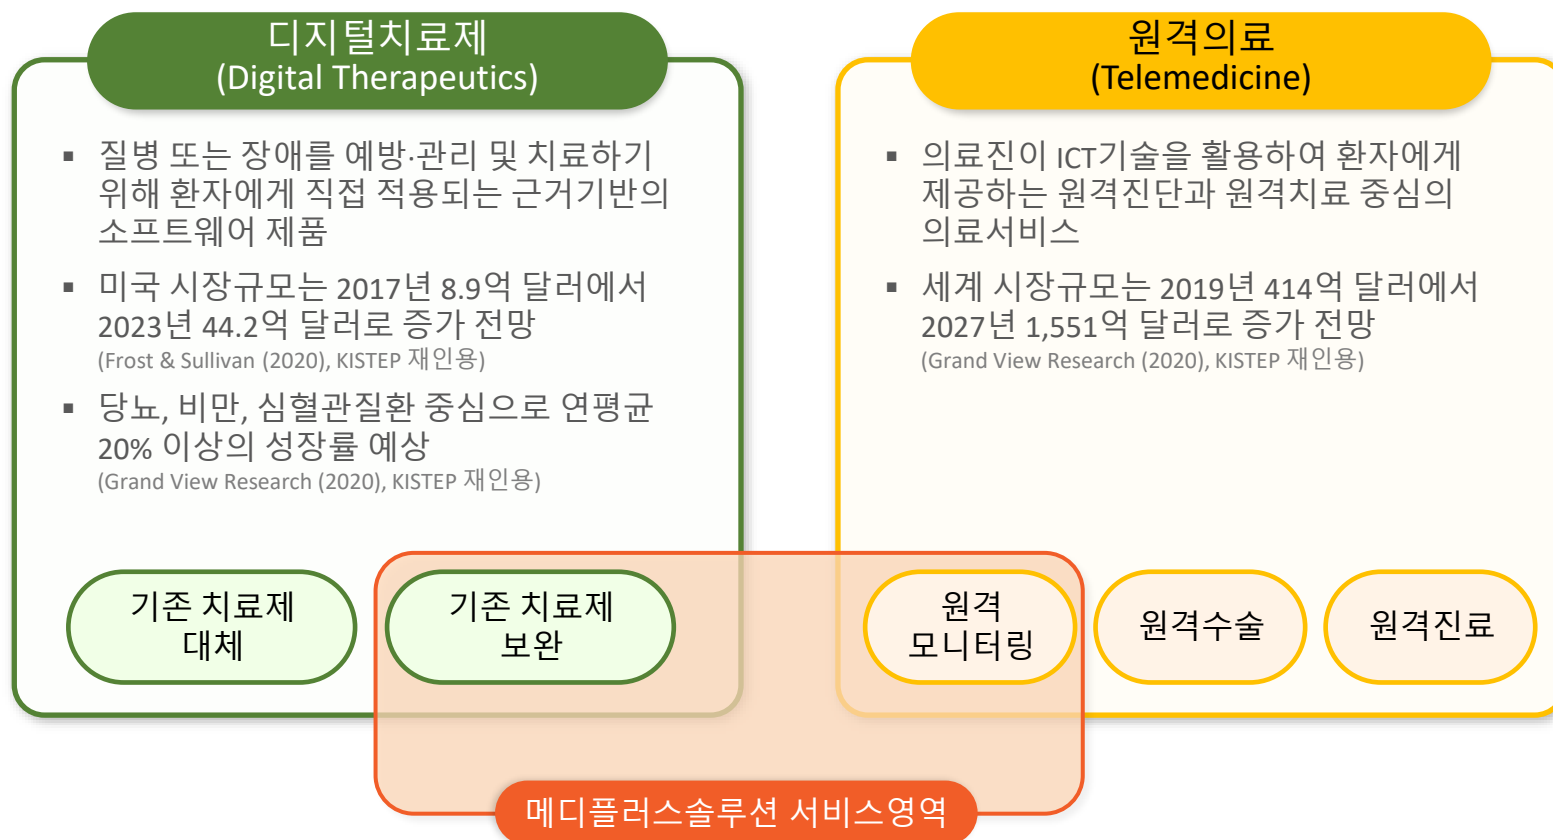 디지털치료제
(Digital Therapeutics)
▪ 질병 또는 장애를 예방·관리 및 치료하기
위해 환자에게 직접 적용되는 근거기반의
소프트웨어 제품
▪ 미국 시장규모는 2017년 8.9억 달러에서
2023년 44.2억 달러로 증가 전망
(Frost & Sullivan (2020), KISTEP 재인용)
▪ 당뇨, 비만, 심혈관질환 중심으로 연평균
20% 이상의 성장률 예상
(Grand View Research (2020), KISTEP 재인용)
기존 치료제
대체
기존 치료제
보완
원격의료
(Telemedicine)
▪ 의료진이 ICT기술을 활용하여 환자에게
제공하는 원격진단과 원격치료 중심의
의료서비스
▪ 세계 시장규모는 2019년 414억 달러에서
2027년 1,551억 달러로 증가 전망
(Grand View Research (2020), KISTEP 재인용)
원격
모니터링
원격수술
원격진료
메디플러스솔루션 서비스영역